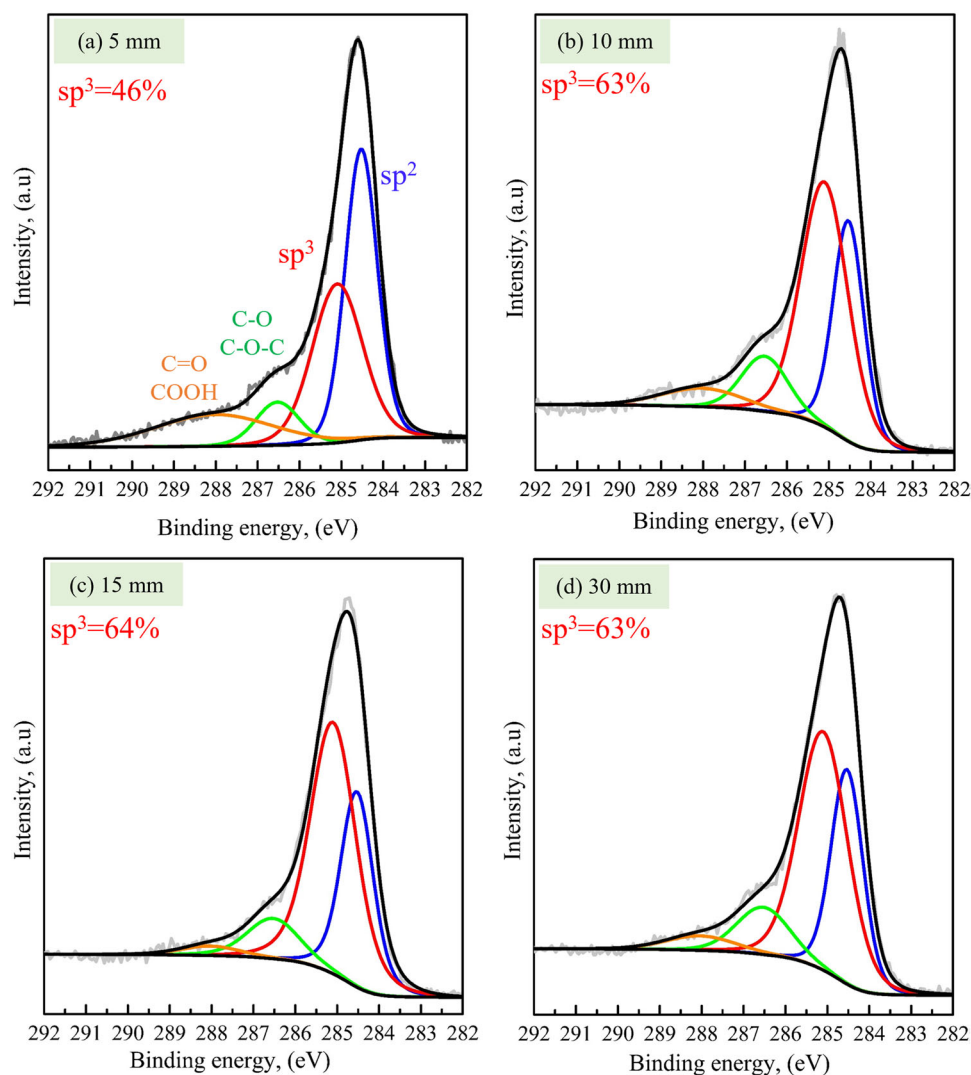 (a) 5 mm
sp³=46%
sp²
sp³
C-O
C-O-C
C=O
COOH
Intensity, (a.u)
292 291 290 289 288 287 286 285 284 283 282
Binding energy, (eV)
(b) 10 mm
sp³=63%
Intensity, (a.u)
292 291 290 289 288 287 286 285 284 283 282
Binding energy, (eV)
(c) 15 mm
sp³=64%
Intensity, (a.u)
292 291 290 289 288 287 286 285 284 283 282
Binding energy, (eV)
(d) 30 mm
sp³=63%
Intensity, (a.u)
292 291 290 289 288 287 286 285 284 283 282
Binding energy, (eV)